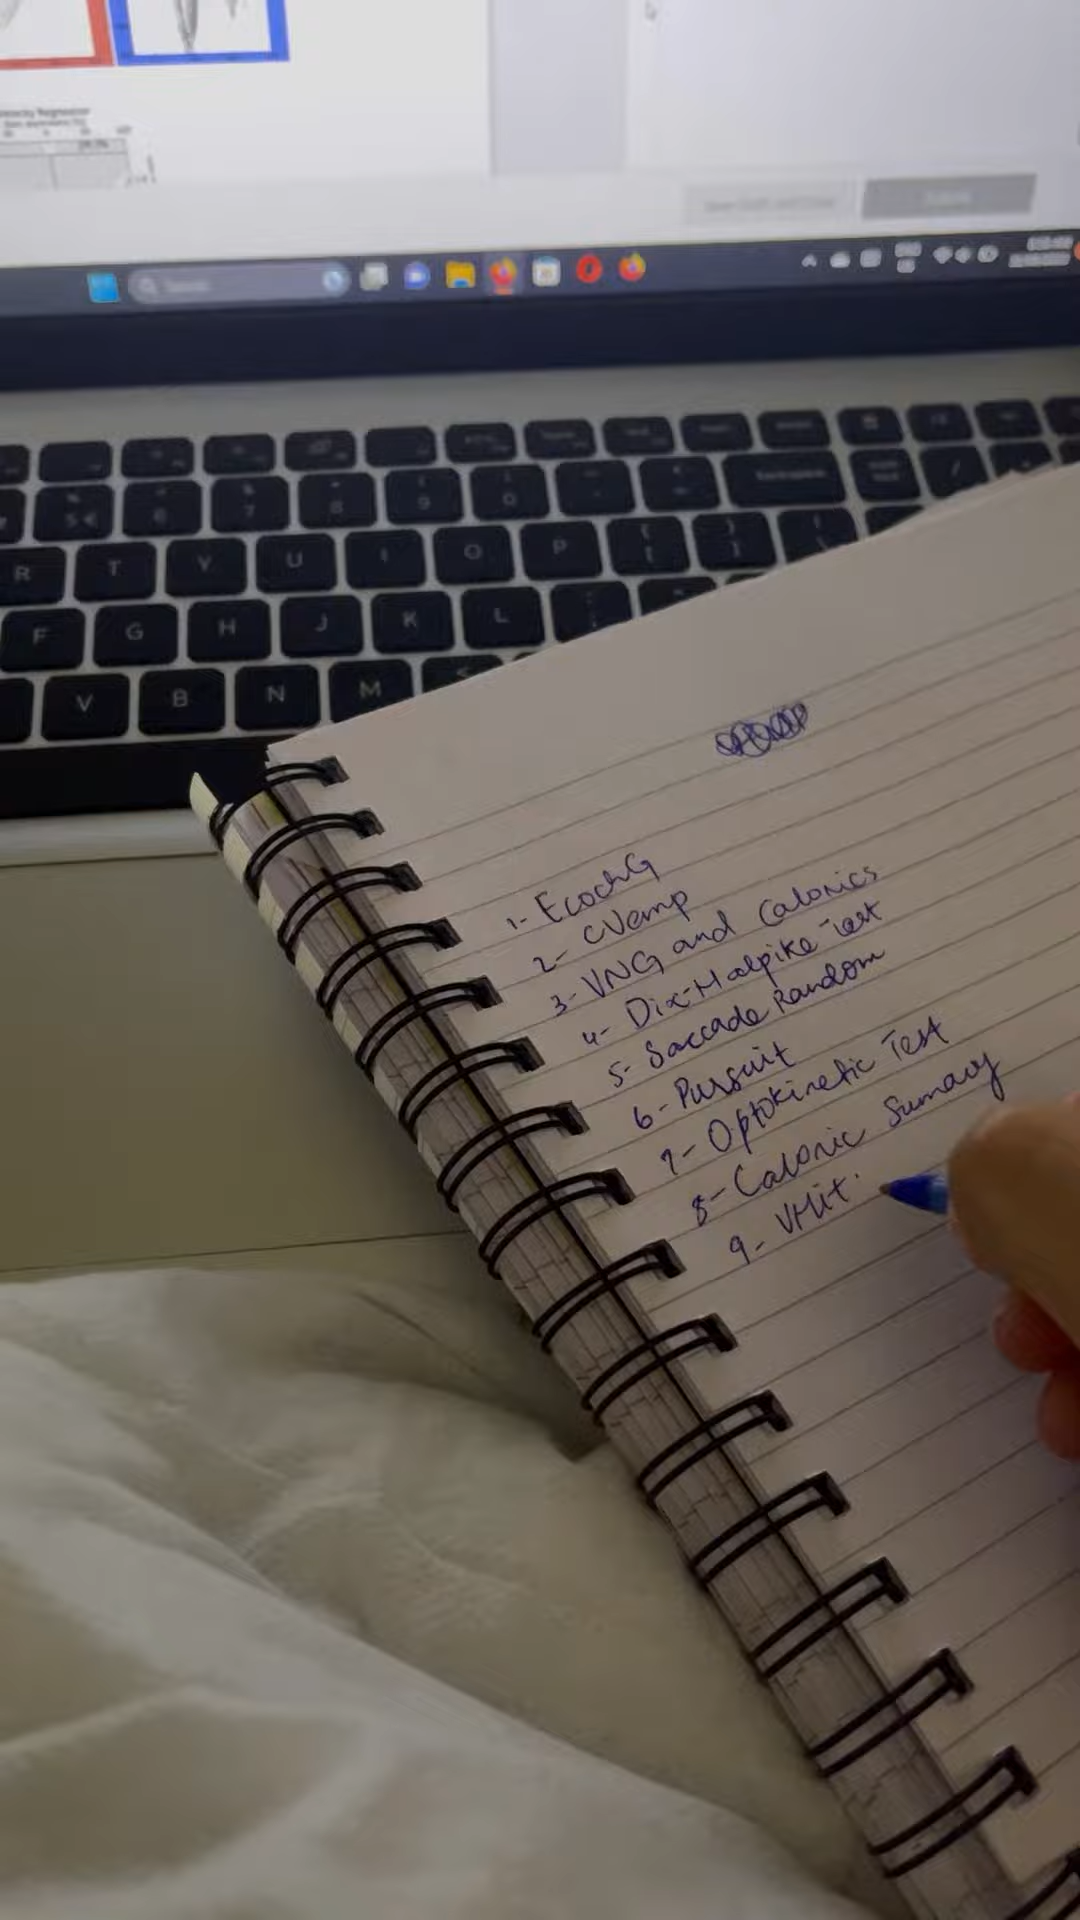 Search
R T Y U I O P
F G H J K L
V B N M
1- EcochG
2- cVemp
3- VNG and Calorics
4- Dix-Halpike Test
5- Saccade Random
6- Pursuit
7- Optokinetic Test
8- Caloric Sumary
9- VHit.